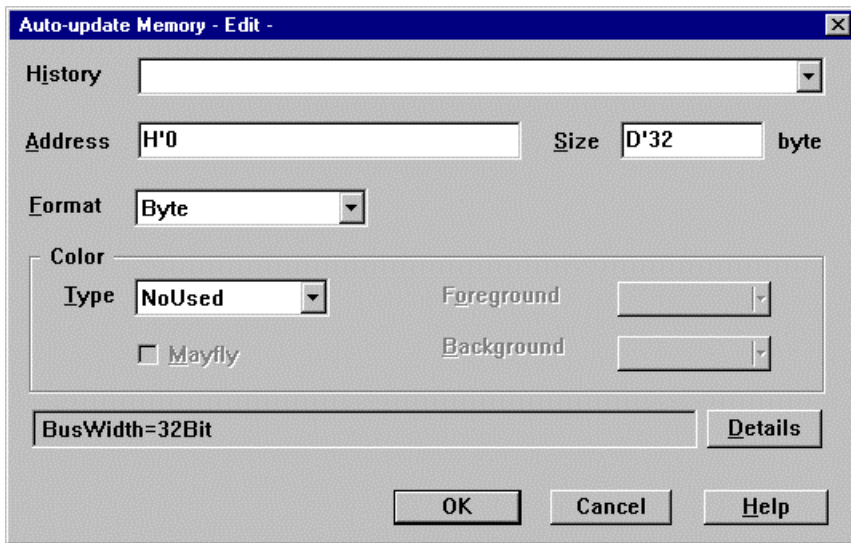 Auto-update Memory - Edit -
History
Address H'0 Size D'32 byte
Format Byte
Color
Type NoUsed Foreground
Mayfly Background
BusWidth=32Bit Details
OK Cancel Help